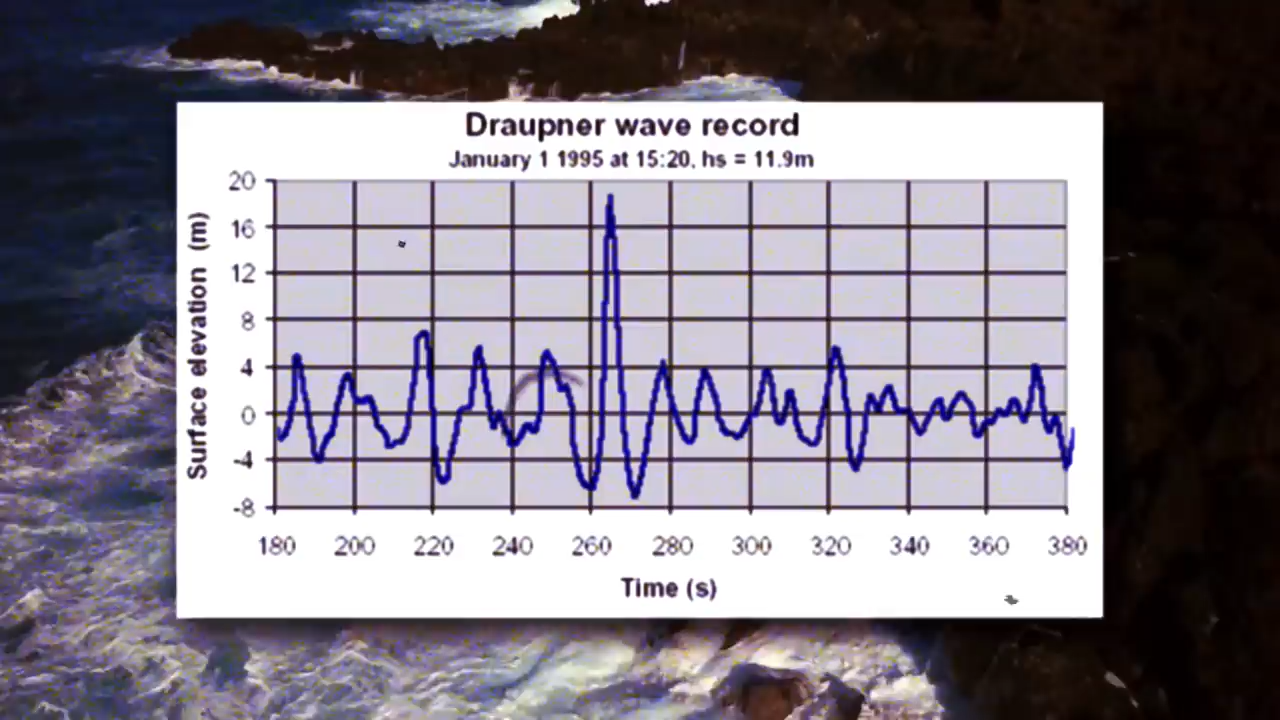 Draupner wave record
January 1 1995 at 15:20, hs = 11.9m
Surface elevation (m)
20
16
12
8
4
0
-4
-8
180 200 220 240 260 280 300 320 340 360 380
Time (s)